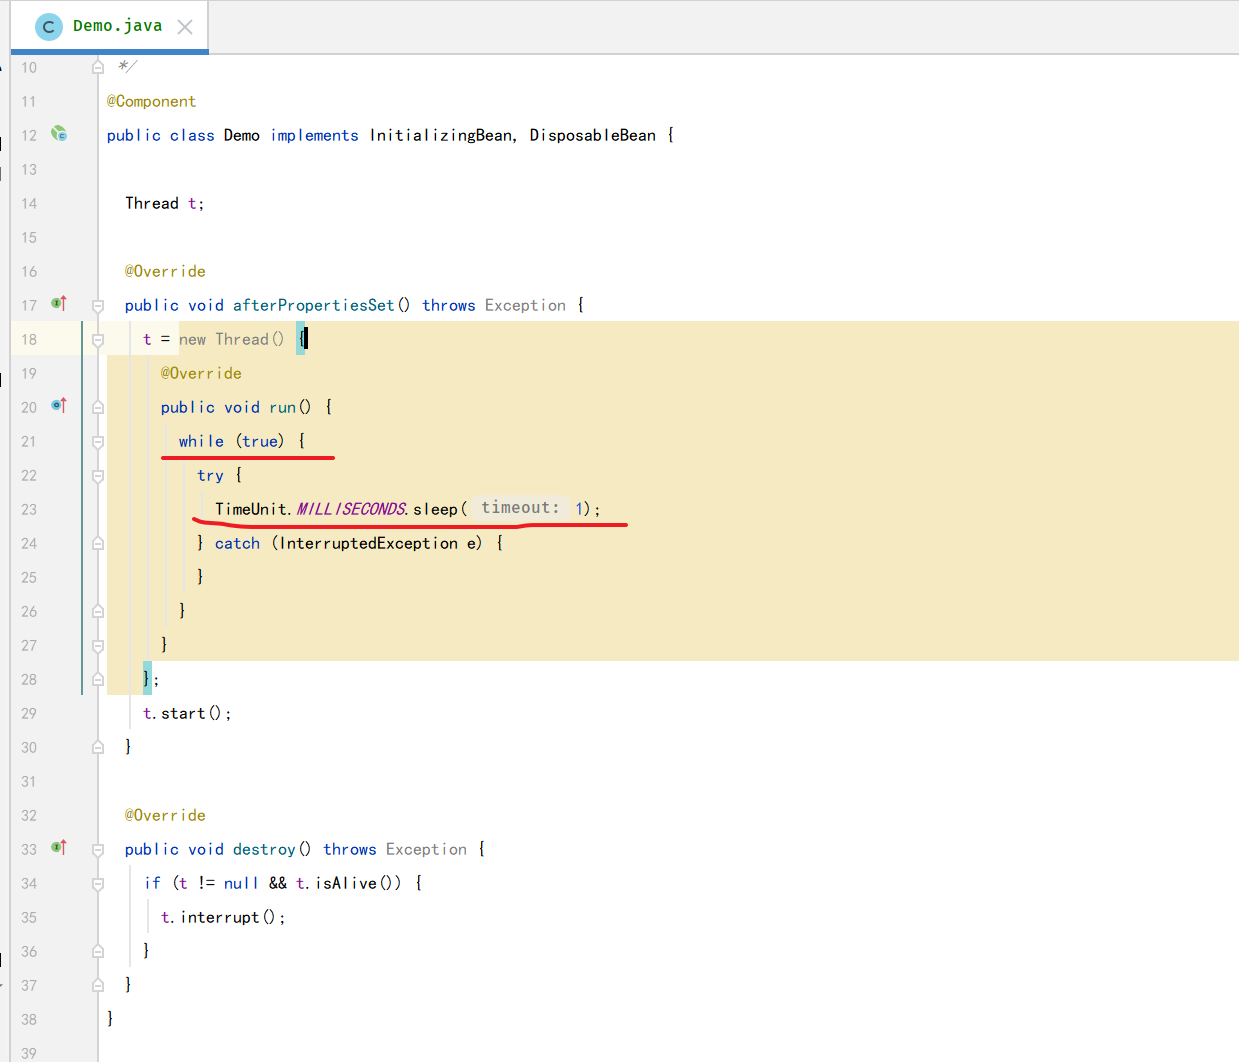 Demo.java
10 */
11 @Component
12 public class Demo implements InitializingBean, DisposableBean {
13
14 Thread t;
15
16 @Override
17 public void afterPropertiesSet() throws Exception {
18 t = new Thread() {
19 @Override
20 public void run() {
21 while (true) {
22 try {
23 TimeUnit.MILLISECONDS.sleep( timeout: 1);
24 } catch (InterruptedException e) {
25 }
26 }
27 }
28 };
29 t.start();
30 }
31
32 @Override
33 public void destroy() throws Exception {
34 if (t != null && t.isAlive()) {
35 t.interrupt();
36 }
37 }
38 }
39